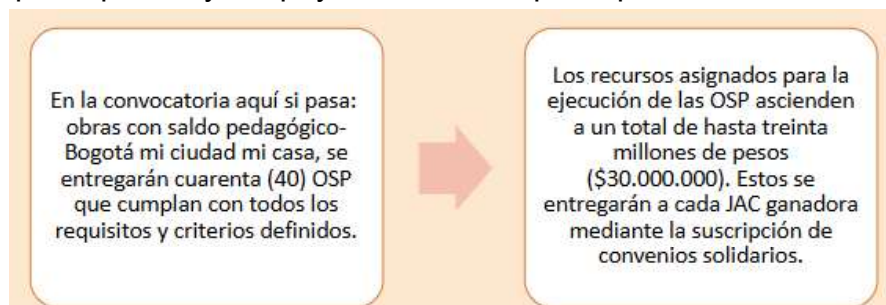 En la convocatoria aquí si pasa:
obras con saldo pedagógico-
Bogotá mi ciudad mi casa, se
entregarán cuarenta (40) OSP
que cumplan con todos los
requisitos y criterios definidos.
Los recursos asignados para la
ejecución de las OSP ascienden
a un total de hasta treinta
millones de pesos
($30.000.000). Estos se
entregarán a cada JAC ganadora
mediante la suscripción de
convenios solidarios.